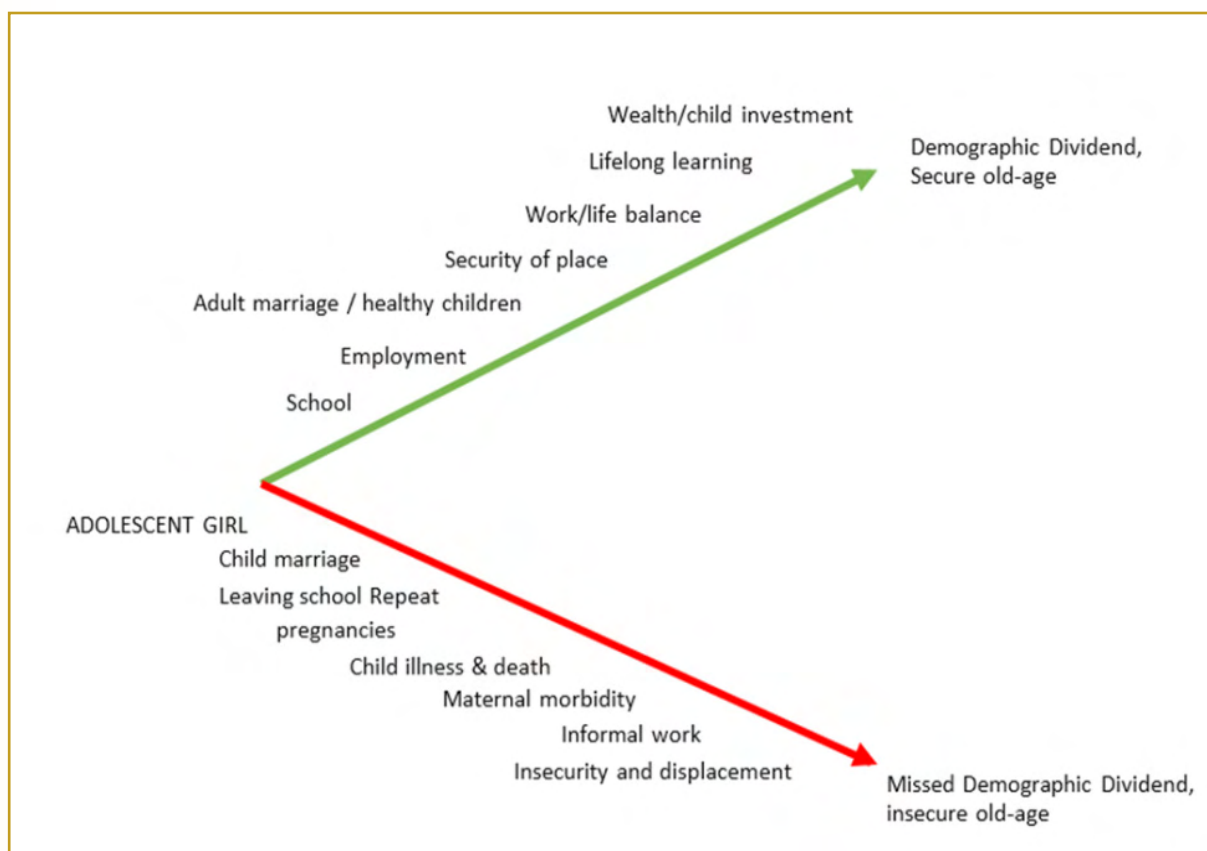 Wealth/child investment
Demographic Dividend,
Secure old-age
Lifelong learning
Work/life balance
Security of place
Adult marriage / healthy children
Employment
School
ADOLESCENT GIRL
Child marriage
Leaving school Repeat
pregnancies
Child illness & death
Maternal morbidity
Informal work
Insecurity and displacement
Missed Demographic Dividend,
insecure old-age